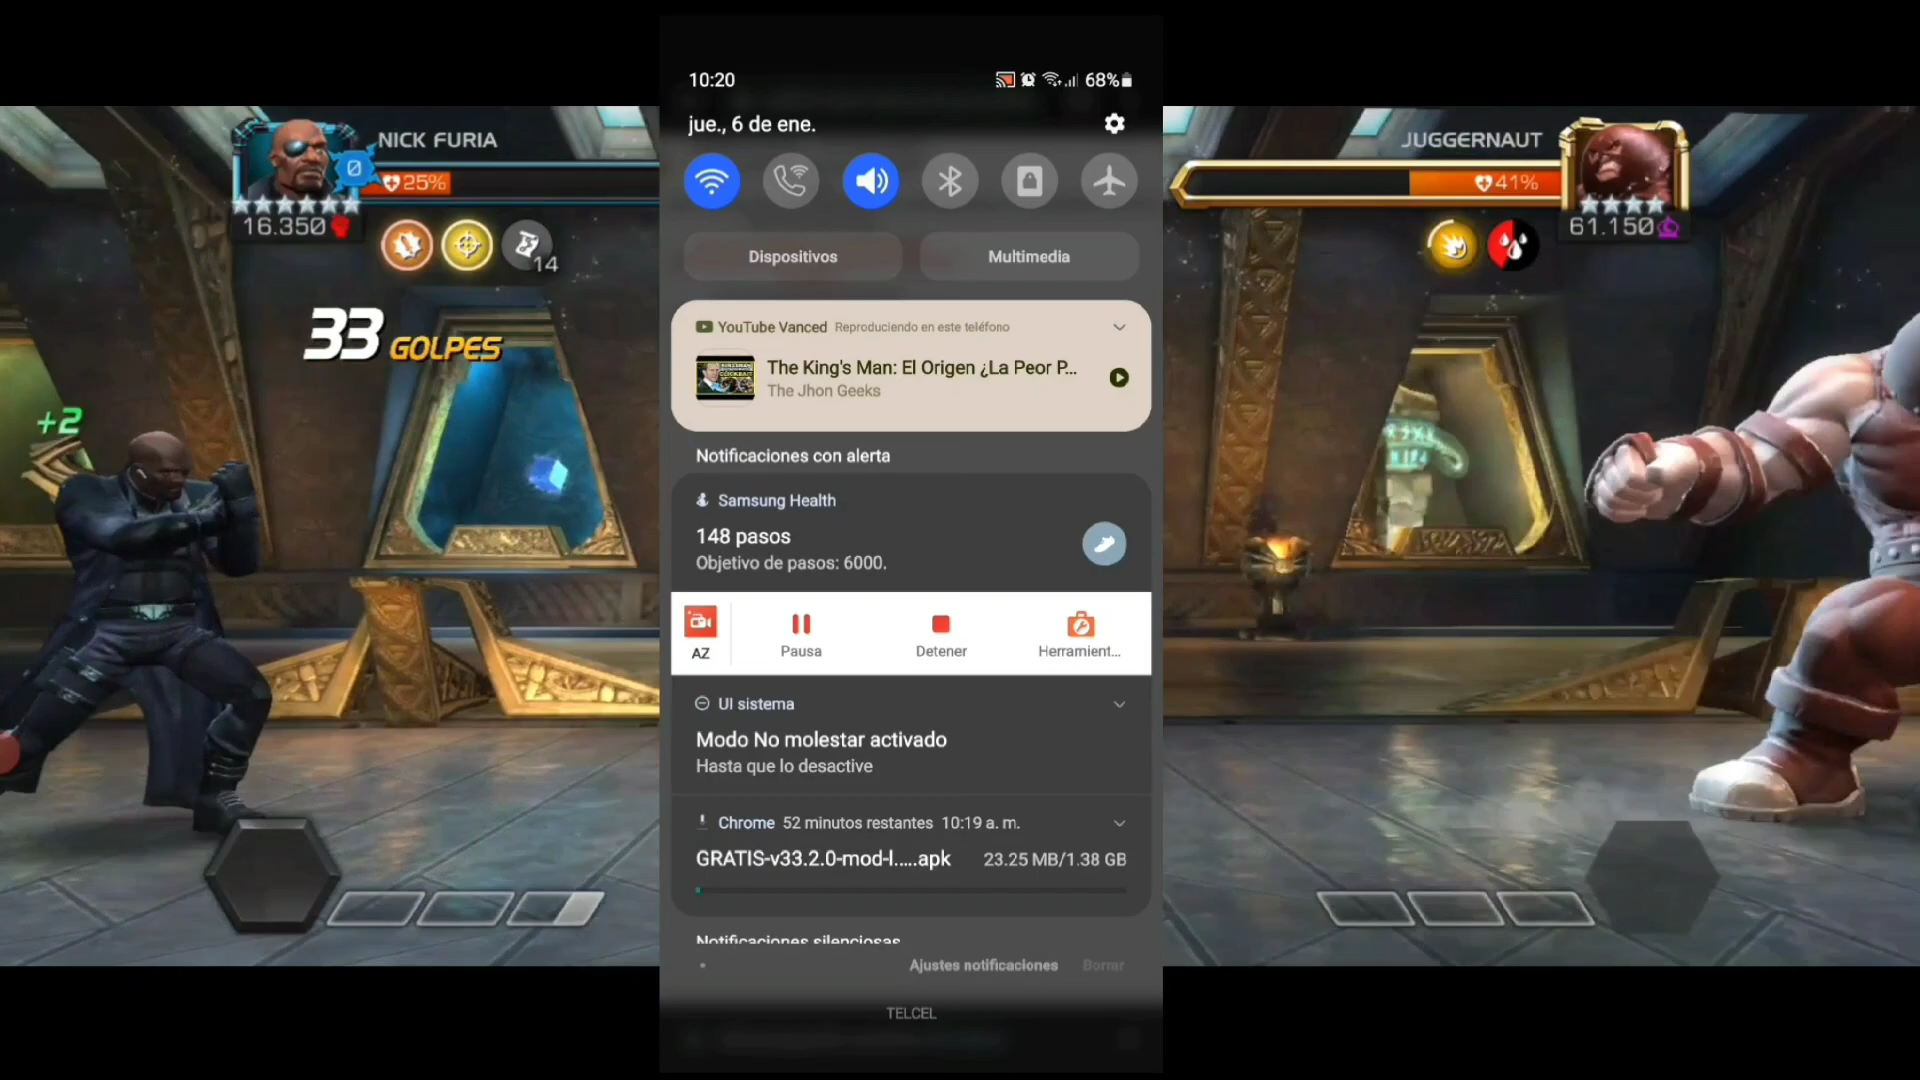 NICK FURIA
0
25%
16.350
14
33 GOLPES
+2
10:20
68%
jue., 6 de ene.
Dispositivos
Multimedia
YouTube Vanced Reproduciendo en este teléfono
The King's Man: El Origen ¿La Peor P...
The Jhon Geeks
Notificaciones con alerta
Samsung Health
148 pasos
Objetivo de pasos: 6000.
AZ
Pausa
Detener
Herramient...
UI sistema
Modo No molestar activado
Hasta que lo desactive
Chrome 52 minutos restantes 10:19 a. m.
GRATIS-v33.2.0-mod-l.....apk 23.25 MB/1.38 GB
Notificaciones silenciosas
Ajustes notificaciones
Borrar
TELCEL
JUGGERNAUT
41%
61.150